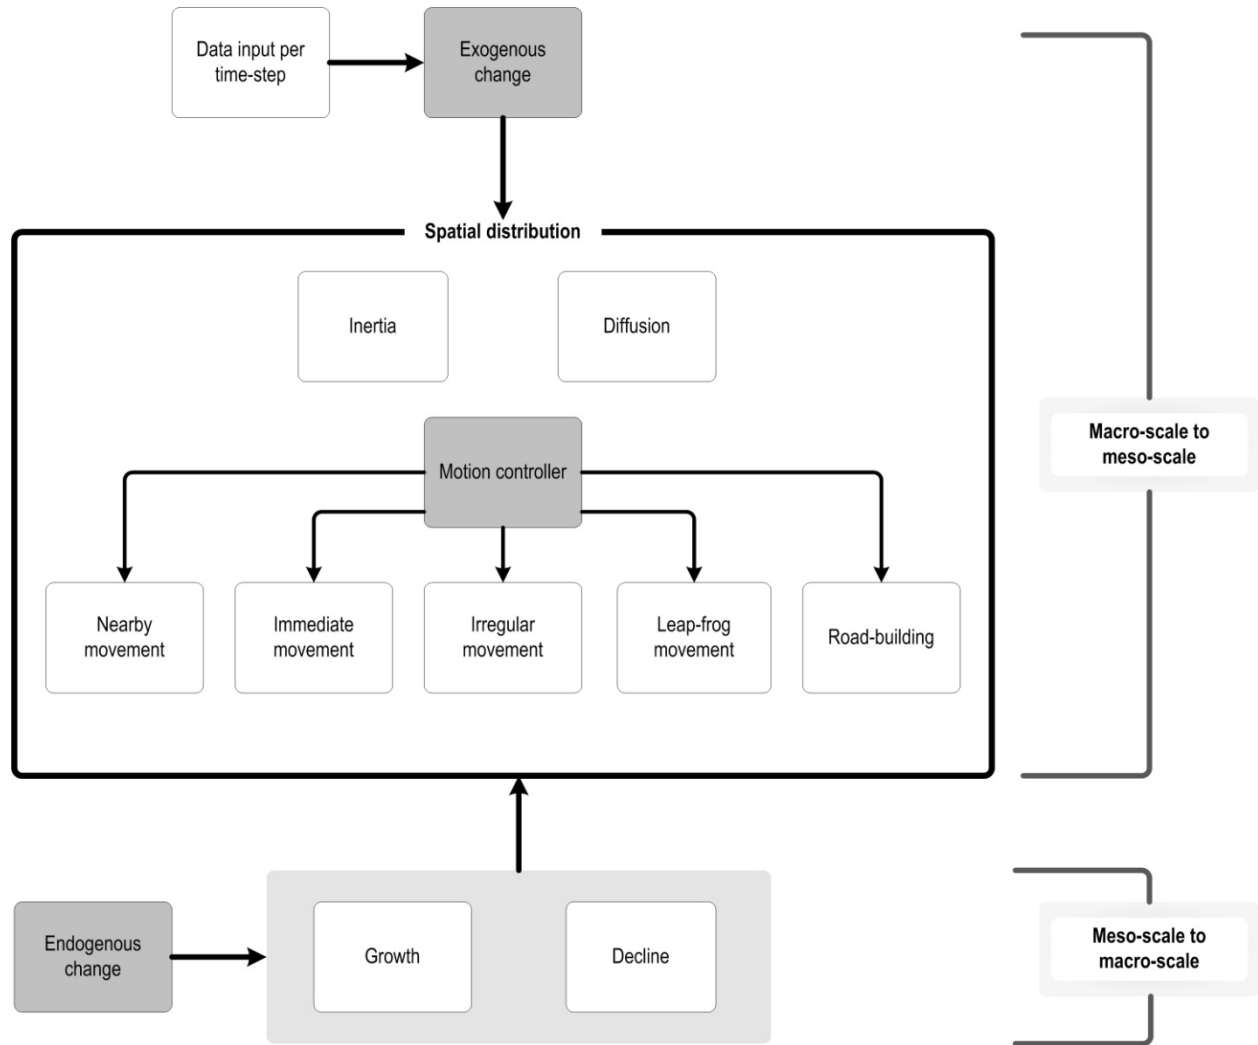 Data input per
time-step
Exogenous
change
Spatial distribution
Inertia
Diffusion
Macro-scale to
meso-scale
Motion controller
Nearby
movement
Immediate
movement
Irregular
movement
Leap-frog
movement
Road-building
Endogenous
change
Growth
Decline
Meso-scale to
macro-scale